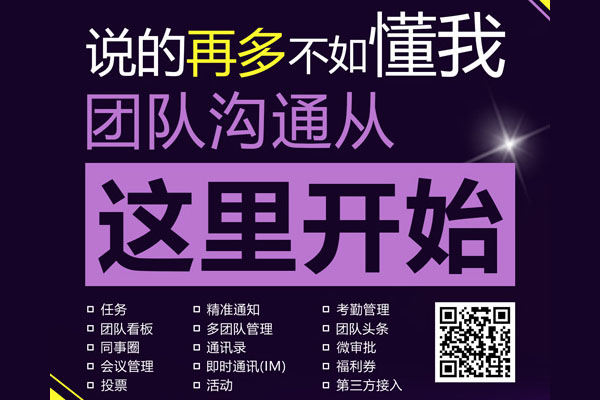 说的再多不如懂我
团队沟通从
这里开始
任务
团队看板
同事圈
会议管理
投票
精准通知
多团队管理
通讯录
即时通讯(IM)
活动
考勤管理
团队头条
微审批
福利券
第三方接入